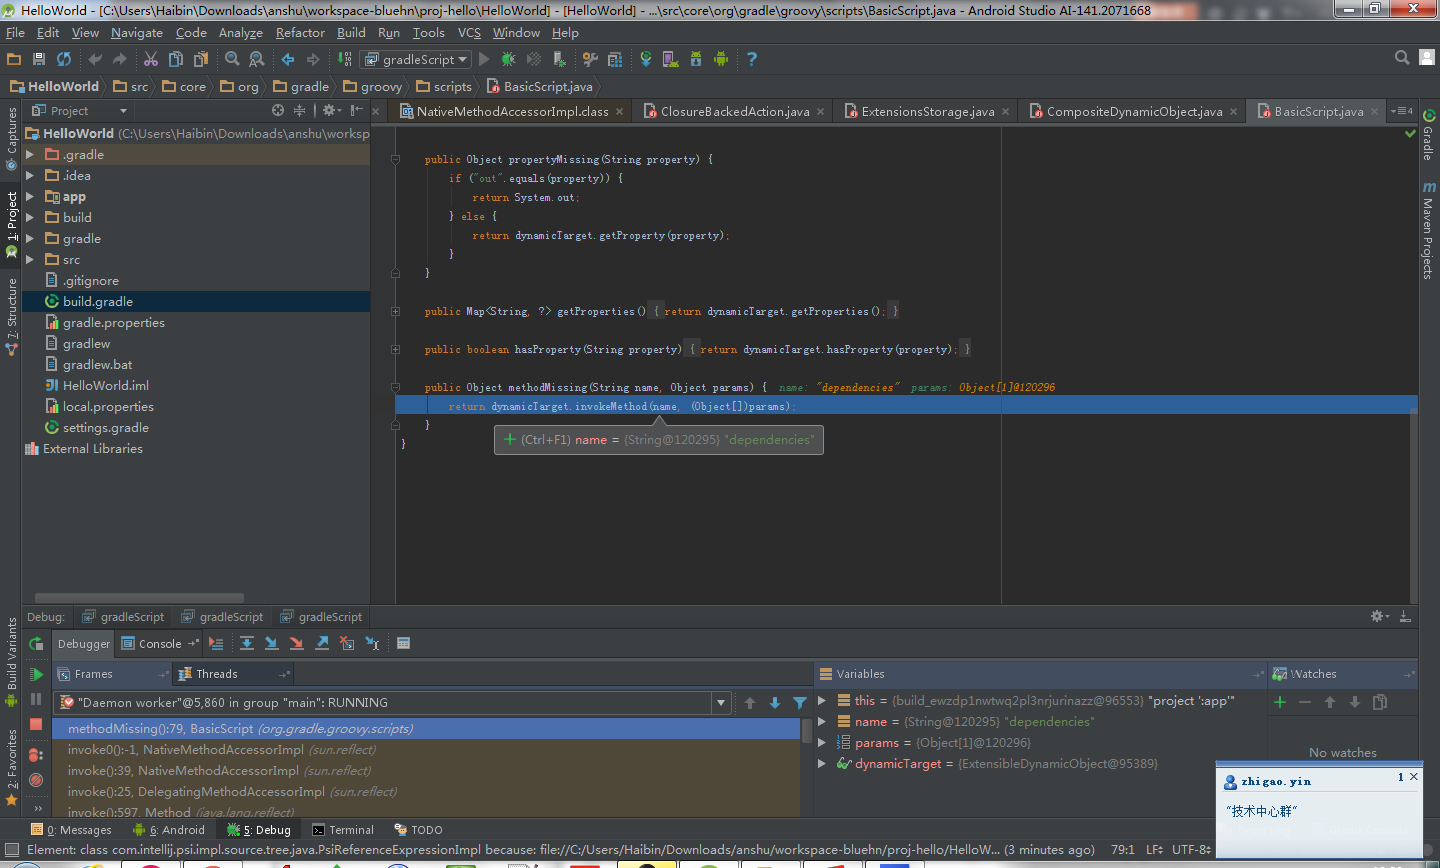 HelloWorld - [C:\Users\Haibin\Downloads\anshu\workspace-bluehn\proj-hello\HelloWorld] - [HelloWorld] - ...\src\core\org\gradle\groovy\scripts\BasicScript.java - Android Studio AI-141.2071668
File Edit View Navigate Code Analyze Refactor Build Run Tools VCS Window Help
gradleScript
HelloWorld src core org gradle groovy scripts BasicScript.java
Project
NativeMethodAccessorImpl.class ClosureBackedAction.java ExtensionsStorage.java CompositeDynamicObject.java BasicScript.java 4
Captures
1: Project
7: Structure
Build Variants
2: Favorites
Gradle
Maven Projects
HelloWorld (C:\Users\Haibin\Downloads\anshu\worksp
.gradle
.idea
app
build
gradle
src
.gitignore
build.gradle
gradle.properties
gradlew
gradlew.bat
HelloWorld.iml
local.properties
settings.gradle
External Libraries
public Object propertyMissing(String property) {
if ("out".equals(property)) {
return System.out;
} else {
return dynamicTarget.getProperty(property);
}
}
public Map<String, ?> getProperties() { return dynamicTarget.getProperties(); }
public boolean hasProperty(String property) { return dynamicTarget.hasProperty(property); }
public Object methodMissing(String name, Object params) { name: "dependencies" params: Object[1]@120296
return dynamicTarget.invokeMethod(name, (Object[])params);
}
}
(Ctrl+F1) name = {String@120295} "dependencies"
Debug: gradleScript gradleScript gradleScript
Debugger Console
Frames Threads
"Daemon worker"@5,860 in group "main": RUNNING
methodMissing():79, BasicScript (org.gradle.groovy.scripts)
invoke0():-1, NativeMethodAccessorImpl (sun.reflect)
invoke():39, NativeMethodAccessorImpl (sun.reflect)
invoke():25, DelegatingMethodAccessorImpl (sun.reflect)
invoke():597, Method (java.lang.reflect)
Variables
this = {build_ewzdp1nwtwq2pl3nrjurinazz@96553} "project ':app'"
name = {String@120295} "dependencies"
params = {Object[1]@120296}
dynamicTarget = {ExtensibleDynamicObject@95389}
Watches
No watches
zhigao.yin 1
“技术中心群“
0: Messages 6: Android 5: Debug Terminal TODO
Element: class com.intellij.psi.impl.source.tree.java.PsiReferenceExpressionImpl because: file://C:/Users/Haibin/Downloads/anshu/workspace-bluehn/proj-hello/HelloW... (3 minutes ago) 79:1 LF UTF-8